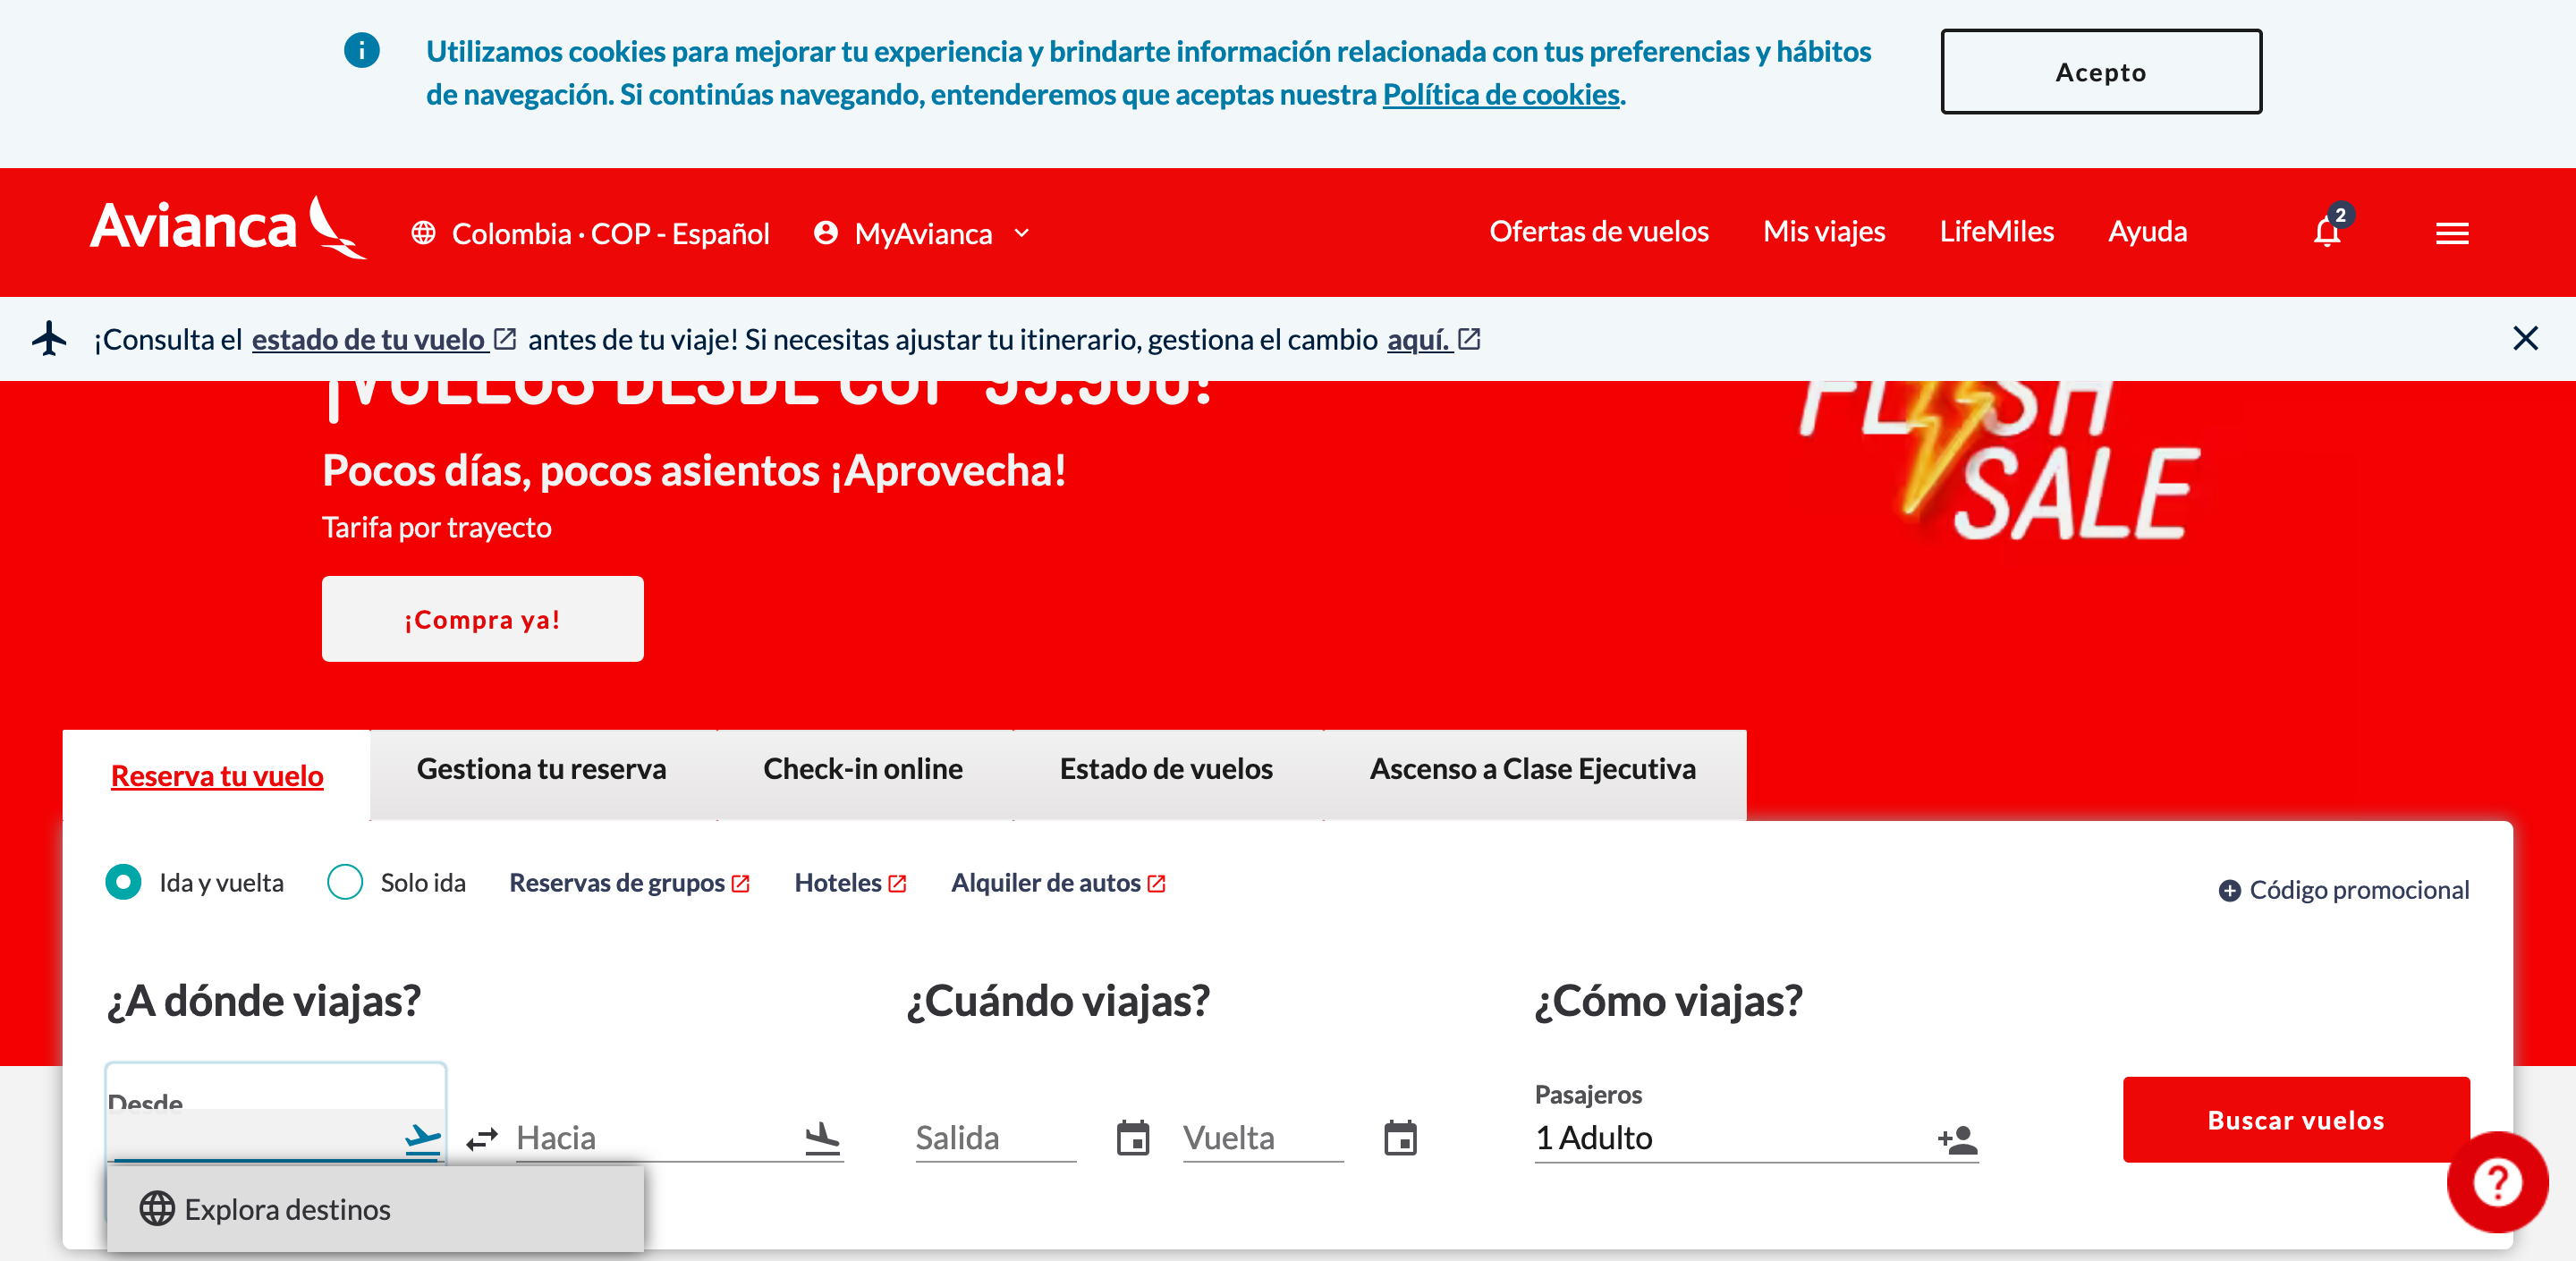 Utilizamos cookies para mejorar tu experiencia y brindarte información relacionada con tus preferencias y hábitos
de navegación. Si continúas navegando, entenderemos que aceptas nuestra Política de cookies.
Acepto
Avianca
Colombia · COP - Español
MyAvianca
Ofertas de vuelos
Mis viajes
LifeMiles
Ayuda
2
¡Consulta el estado de tu vuelo antes de tu viaje! Si necesitas ajustar tu itinerario, gestiona el cambio aquí.
¡VUELOS DESDE COP 99.900!
FLASH
SALE
Pocos días, pocos asientos ¡Aprovecha!
Tarifa por trayecto
¡Compra ya!
Reserva tu vuelo
Gestiona tu reserva
Check-in online
Estado de vuelos
Ascenso a Clase Ejecutiva
Ida y vuelta
Solo ida
Reservas de grupos
Hoteles
Alquiler de autos
Código promocional
¿A dónde viajas?
¿Cuándo viajas?
¿Cómo viajas?
Desde
Hacia
Salida
Vuelta
Pasajeros
1 Adulto
Buscar vuelos
Explora destinos
?